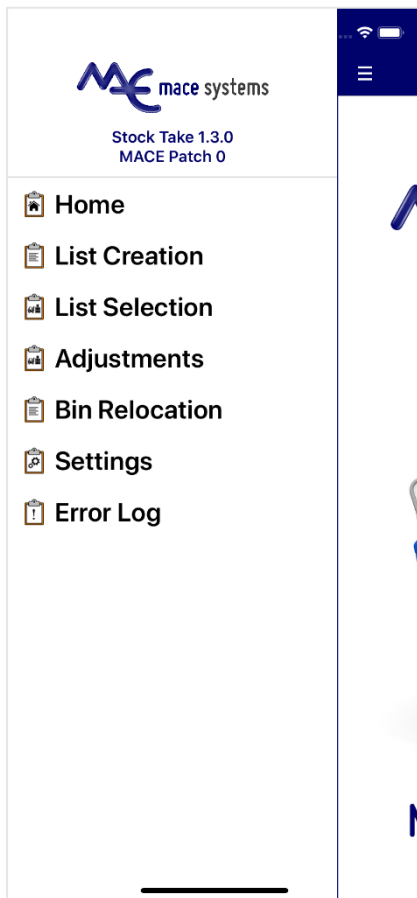 MAE mace systems
Stock Take 1.3.0
MACE Patch 0
Home
List Creation
List Selection
Adjustments
Bin Relocation
Settings
Error Log